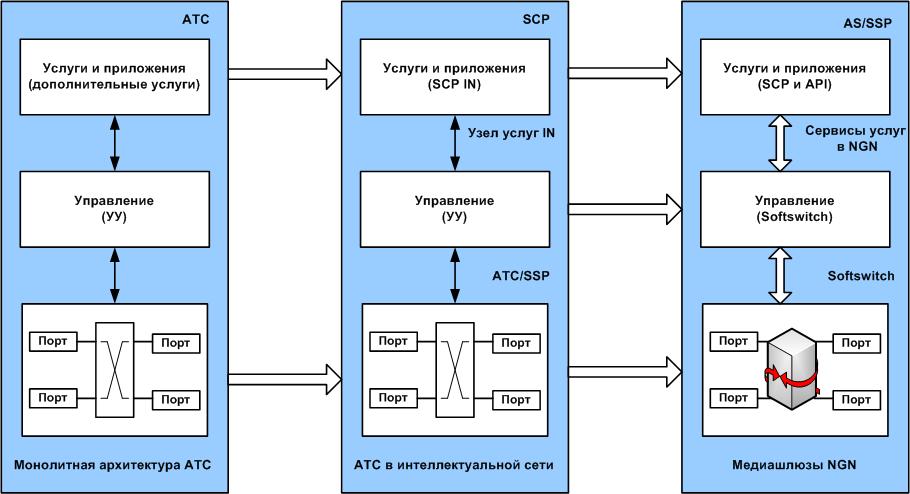 АТС
Услуги и приложения
(дополнительные услуги)
Управление
(УУ)
Порт
Порт
Порт
Порт
Монолитная архитектура АТС
SCP
Услуги и приложения
(SCP IN)
Узел услуг IN
Управление
(УУ)
АТС/SSP
Порт
Порт
Порт
Порт
АТС в интеллектуальной сети
AS/SSP
Услуги и приложения
(SCP и API)
Сервисы услуг
в NGN
Управление
(Softswitch)
Softswitch
Порт
Порт
Порт
Порт
Медиашлюзы NGN